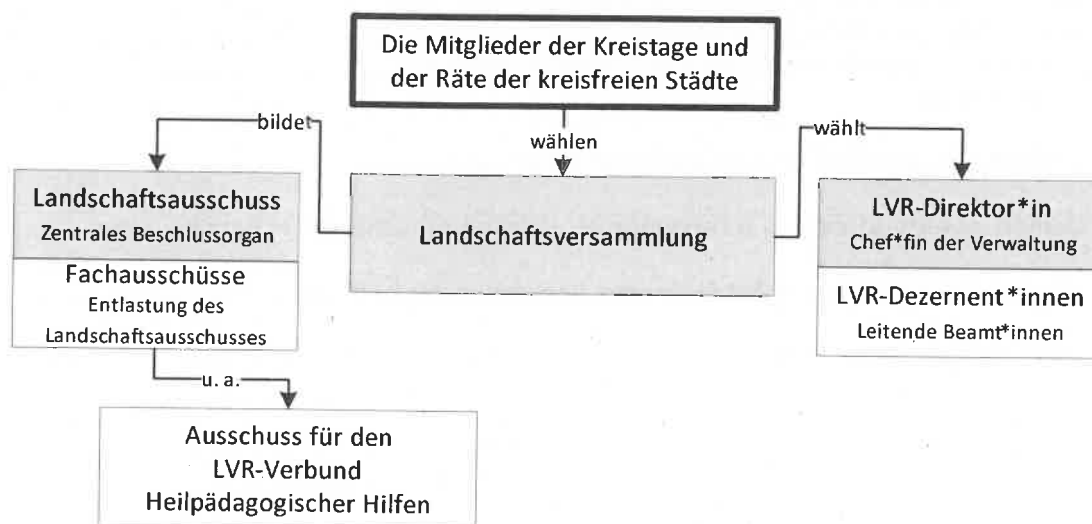 Die Mitglieder der Kreistage und
der Räte der kreisfreien Städte
bildet
wählen
wählt
Landschaftsausschuss
Zentrales Beschlussorgan
Fachausschüsse
Entlastung des
Landschaftsausschusses
Landschaftsversammlung
LVR-Direktor*in
Chef*fin der Verwaltung
LVR-Dezernent*innen
Leitende Beamt*innen
u. a.
Ausschuss für den
LVR-Verbund
Heilpädagogischer Hilfen